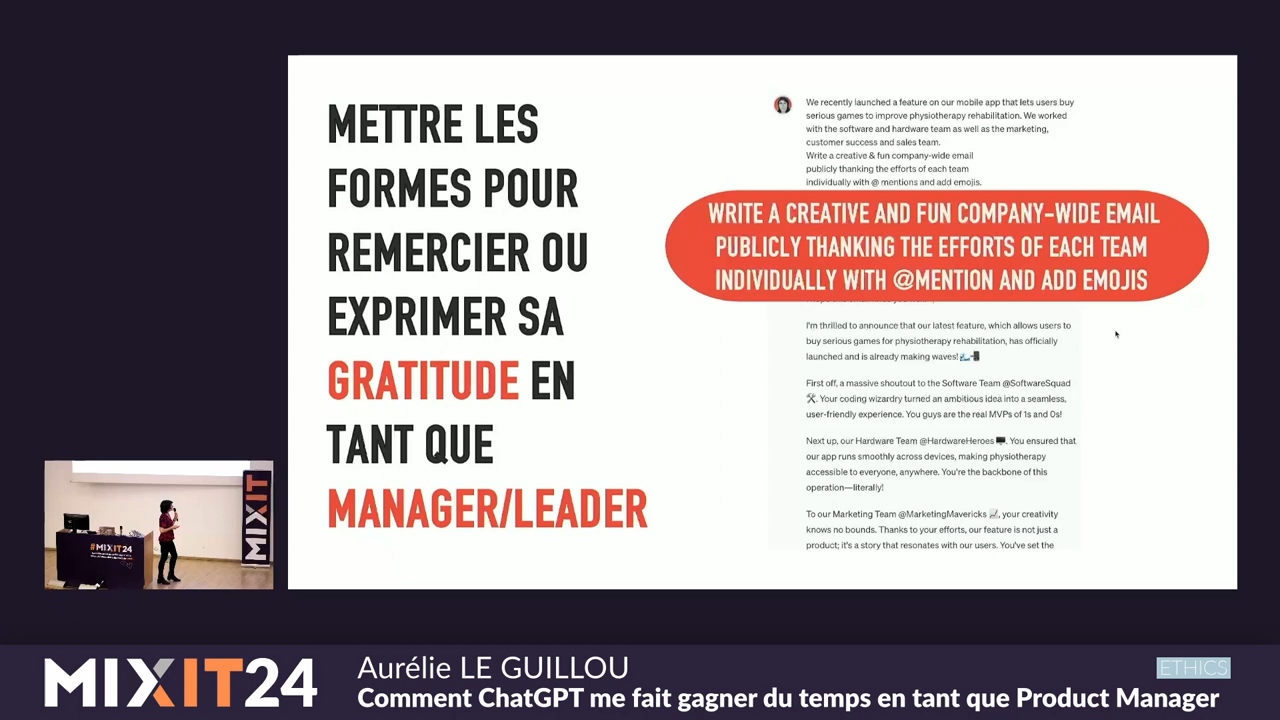 METTRE LES
FORMES POUR
REMERCIER OU
EXPRIMER SA
GRATITUDE EN
TANT QUE
MANAGER/LEADER
We recently launched a feature on our mobile app that lets users buy
serious games to improve physiotherapy rehabilitation. We worked
with the software and hardware team as well as the marketing,
customer success and sales team.
Write a creative & fun company-wide email
publicly thanking the efforts of each team
individually with @ mentions and add emojis.
WRITE A CREATIVE AND FUN COMPANY-WIDE EMAIL
PUBLICLY THANKING THE EFFORTS OF EACH TEAM
INDIVIDUALLY WITH @MENTION AND ADD EMOJIS
I'm thrilled to announce that our latest feature, which allows users to
buy serious games for physiotherapy rehabilitation, has officially
launched and is already making waves! 🌊📲
First off, a massive shoutout to the Software Team @SoftwareSquad
🛠️. Your coding wizardry turned an ambitious idea into a seamless,
user-friendly experience. You guys are the real MVPs of 1s and 0s!
Next up, our Hardware Team @HardwareHeroes 🖥️. You ensured that
our app runs smoothly across devices, making physiotherapy
accessible to everyone, anywhere. You're the backbone of this
operation—literally!
To our Marketing Team @MarketingMavericks 📈, your creativity
knows no bounds. Thanks to your efforts, our feature is not just a
product; it's a story that resonates with our users. You've set the
#MIXIT24
MIXIT
MIXIT24
Aurélie LE GUILLOU
ETHICS
Comment ChatGPT me fait gagner du temps en tant que Product Manager